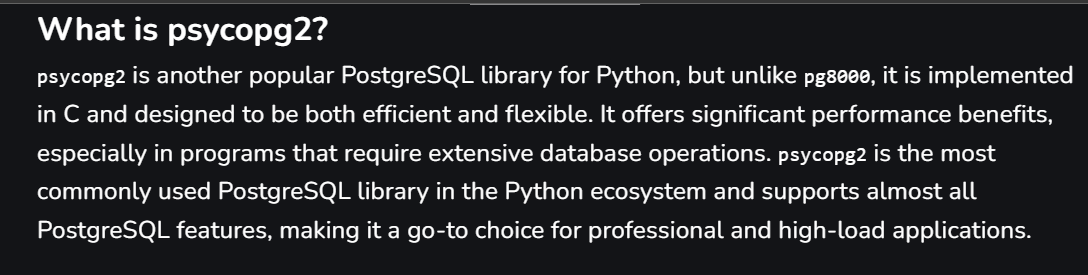 What is psycopg2?
psycopg2 is another popular PostgreSQL library for Python, but unlike pg8000, it is implemented
in C and designed to be both efficient and flexible. It offers significant performance benefits,
especially in programs that require extensive database operations. psycopg2 is the most
commonly used PostgreSQL library in the Python ecosystem and supports almost all
PostgreSQL features, making it a go-to choice for professional and high-load applications.